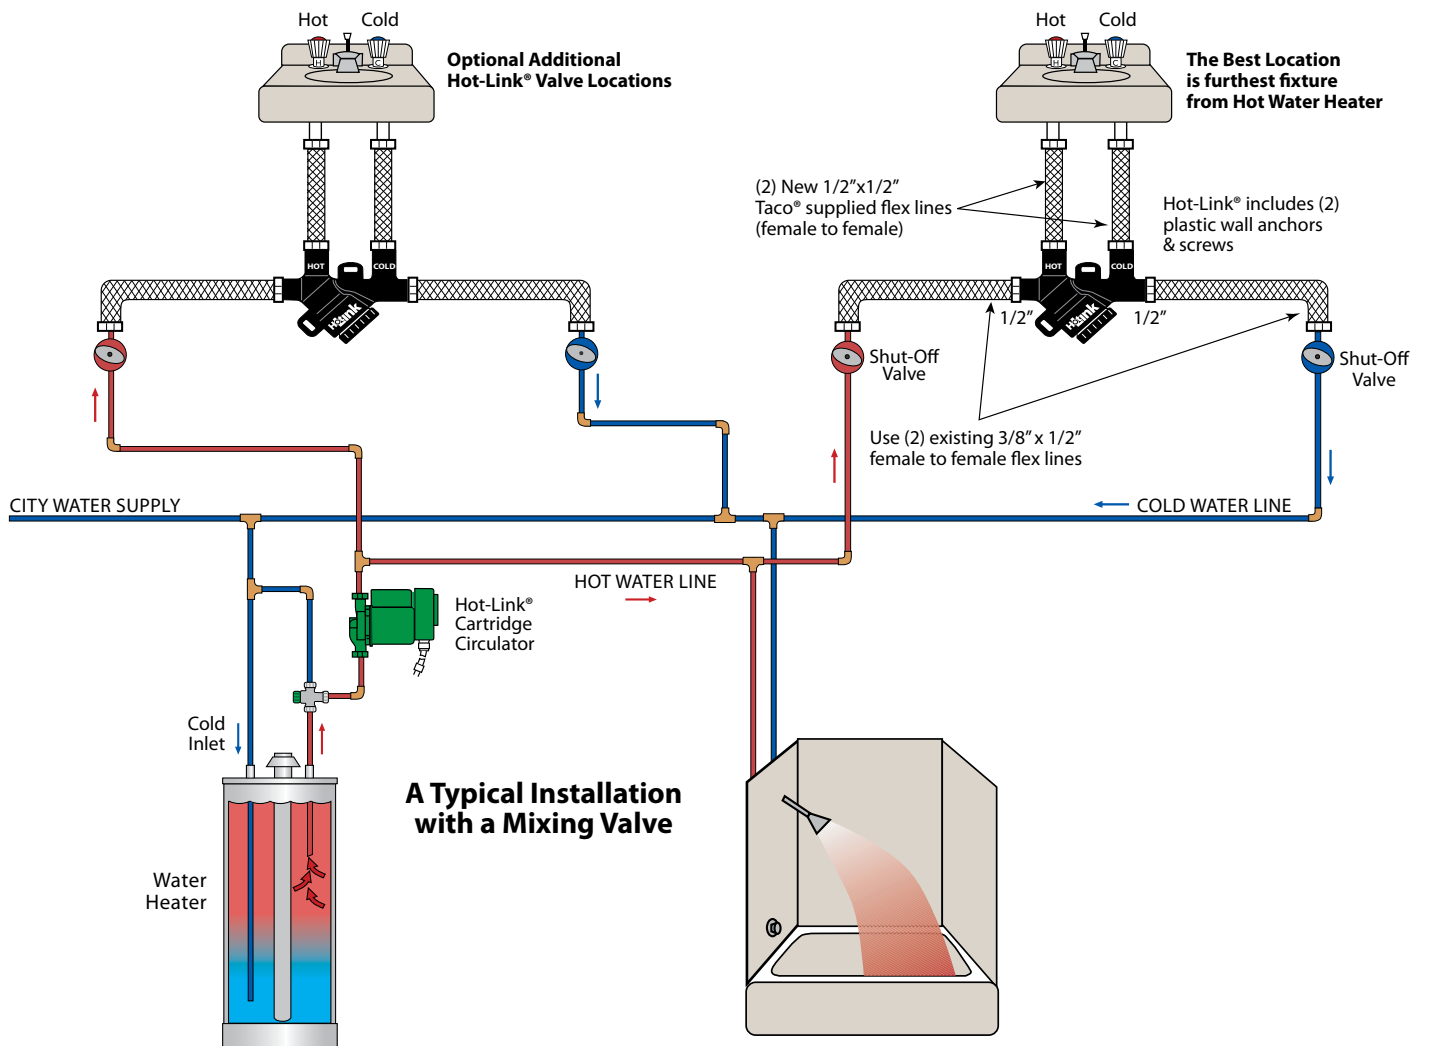 Hot Cold
Optional Additional
Hot-Link® Valve Locations
H C
HOT COLD
HotLink
Hot Cold
The Best Location
is furthest fixture
from Hot Water Heater
H C
(2) New 1/2”x1/2”
Taco® supplied flex lines
(female to female)
Hot-Link® includes (2)
plastic wall anchors
& screws
HOT COLD
HotLink
1/2” 1/2”
Shut-Off
Valve
Shut-Off
Valve
Use (2) existing 3/8” x 1/2”
female to female flex lines
CITY WATER SUPPLY
COLD WATER LINE
HOT WATER LINE
Hot-Link®
Cartridge
Circulator
Cold
Inlet
A Typical Installation
with a Mixing Valve
Water
Heater